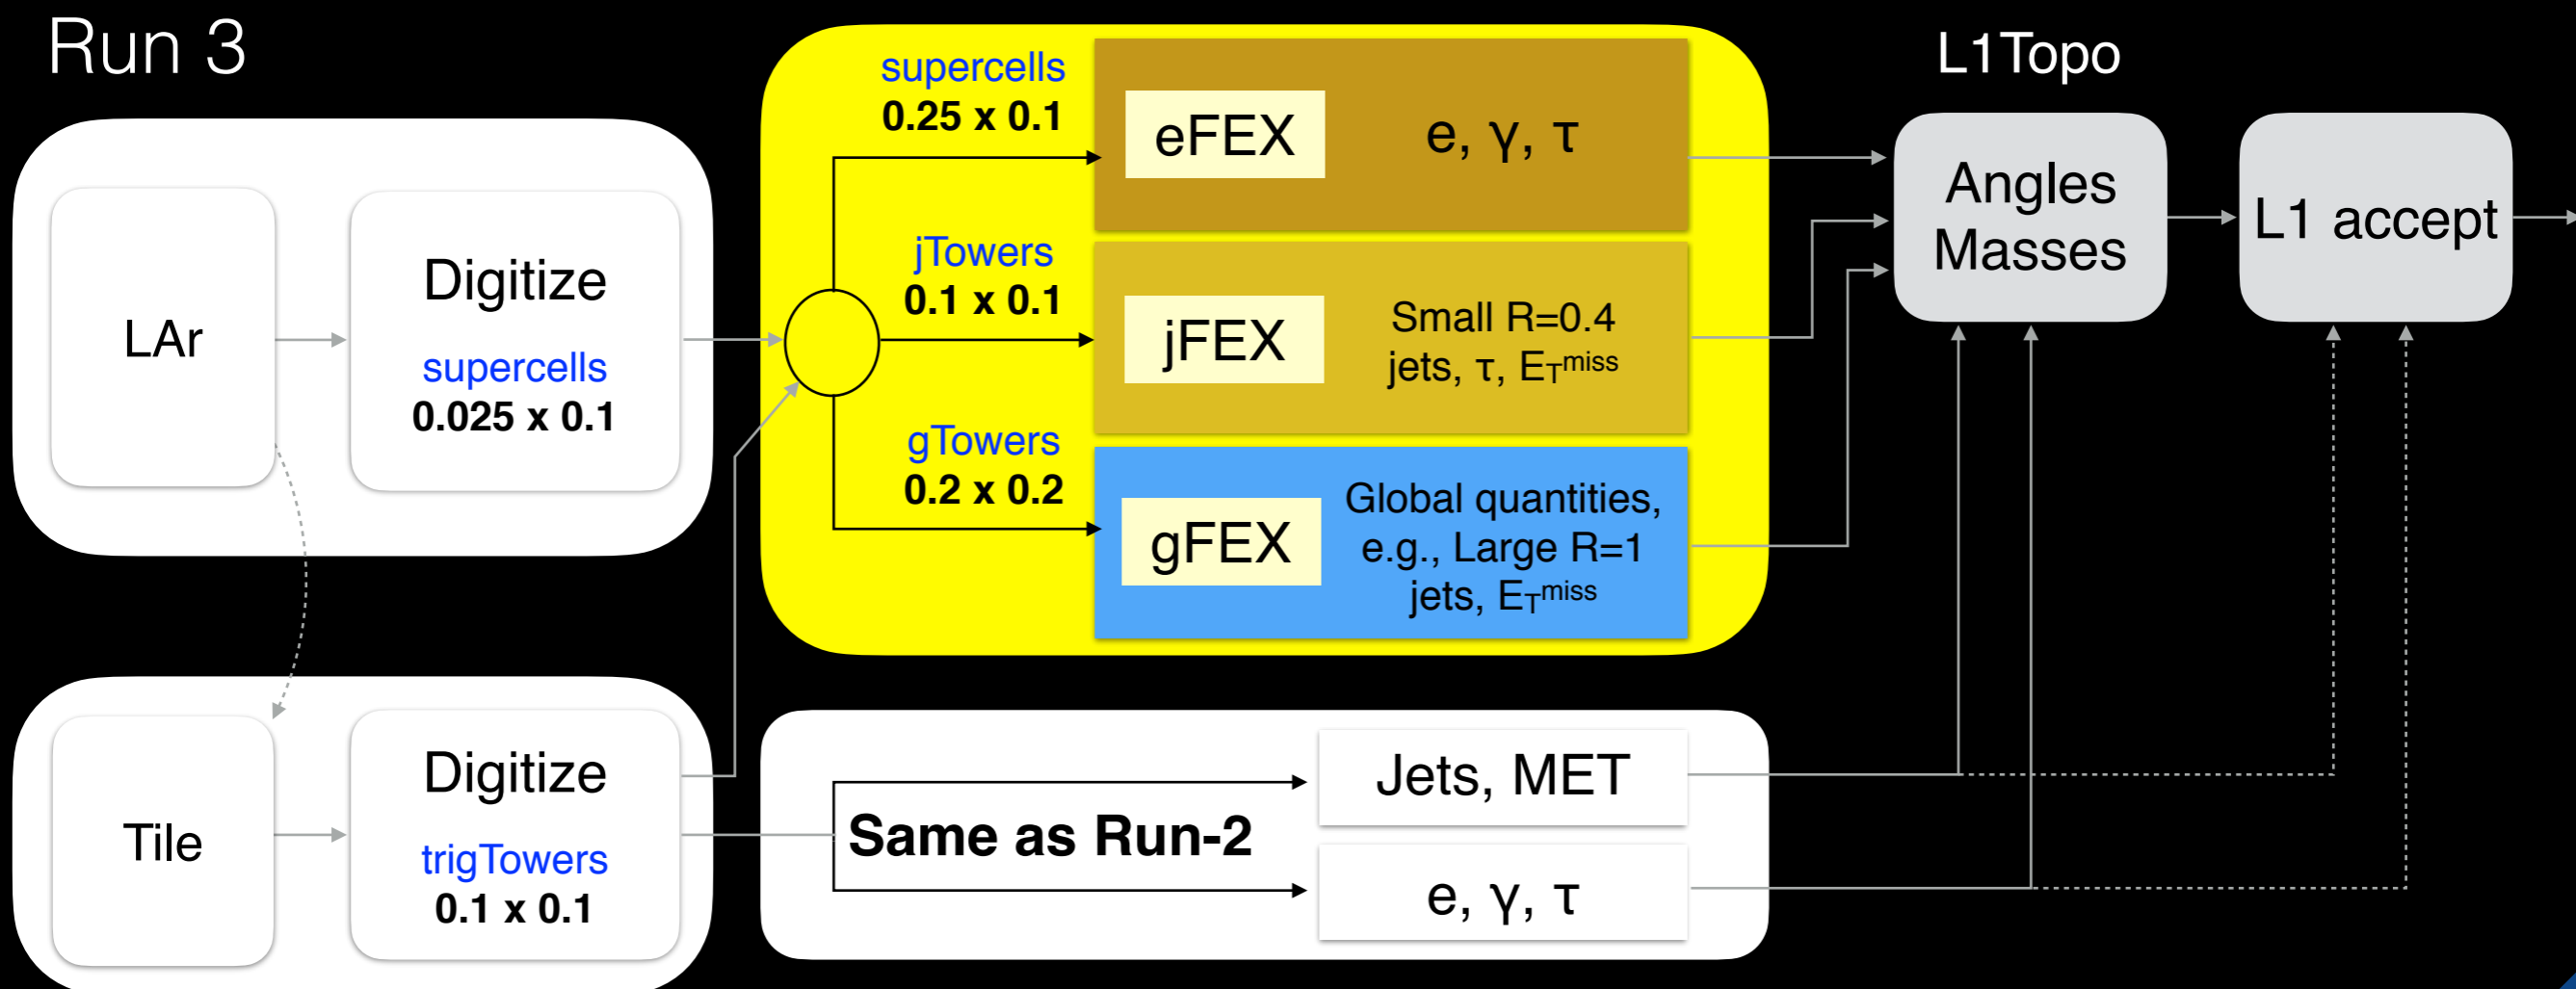 Run 3
LAr
Digitize
supercells
0.025 x 0.1
Tile
Digitize
trigTowers
0.1 x 0.1
supercells
0.25 x 0.1
eFEX
e, γ, τ
jTowers
0.1 x 0.1
jFEX
Small R=0.4
jets, τ, ETmiss
gTowers
0.2 x 0.2
gFEX
Global quantities,
e.g., Large R=1
jets, ETmiss
Same as Run-2
Jets, MET
e, γ, τ
L1Topo
Angles
Masses
L1 accept